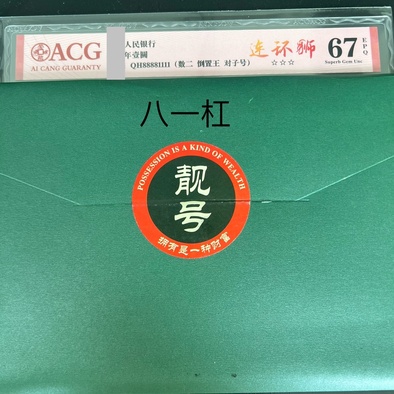 ACG
AI CANG GUARANTY
人民银行
年壹圆
QH88881111 (数二 倒置王 对子号)
连环狮
☆☆☆
67
EPQ
Superb Gem Unc
八一杠
POSSESSION IS A KIND OF WEALTH
靓号
拥有是一种财富